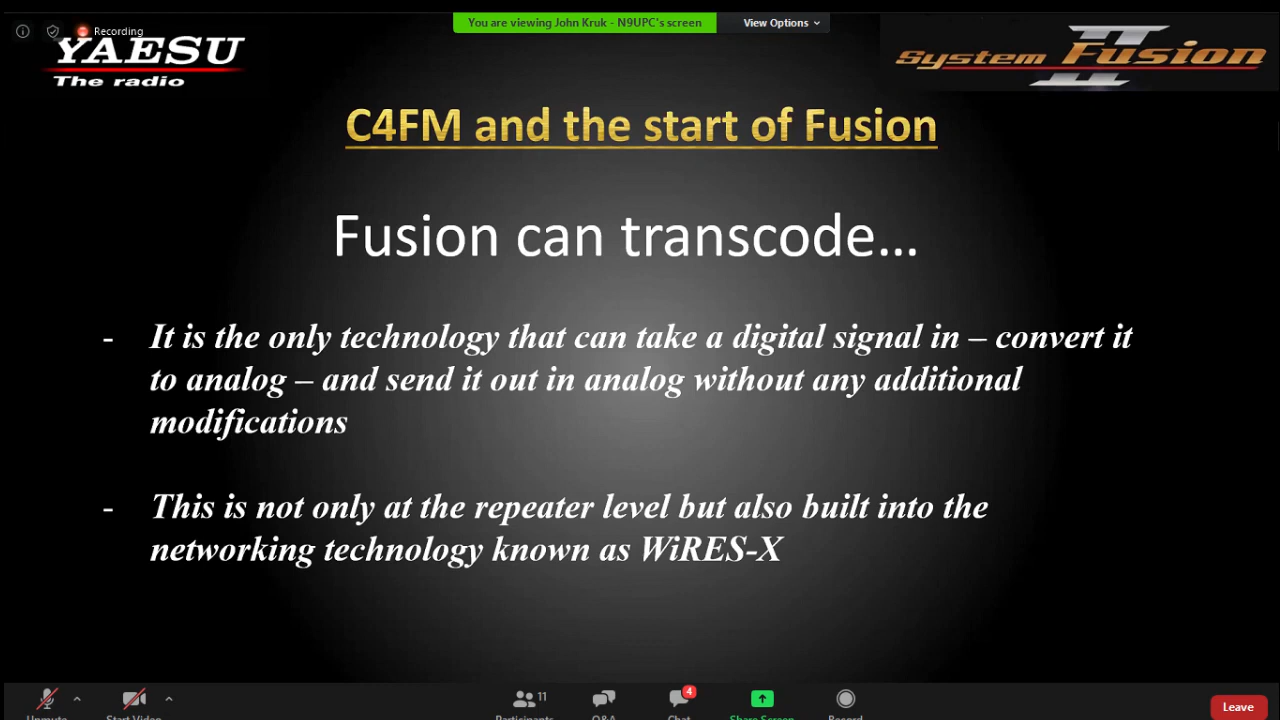 You are viewing John Kruk - N9UPC's screen
View Options
Recording
YAESU
The radio
System Fusion
II
C4FM and the start of Fusion
Fusion can transcode...
- It is the only technology that can take a digital signal in – convert it
to analog – and send it out in analog without any additional
modifications
- This is not only at the repeater level but also built into the
networking technology known as WiRES-X
Unmute
Start Video
11
Participants
Q&A
4
Chat
Share Screen
Record
Leave